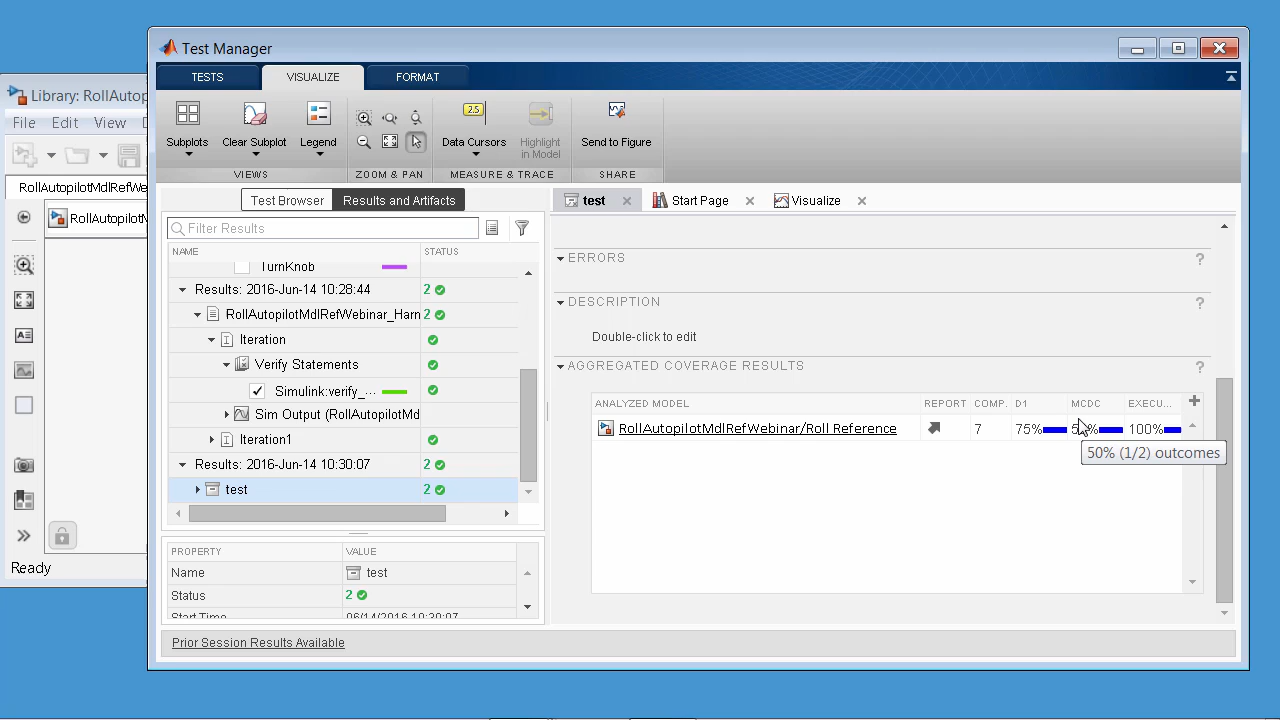 Test Manager
TESTS VISUALIZE FORMAT
Library: RollAutop
File Edit View
Subplots Clear Subplot Legend
2.5
Data Cursors Highlight in Model
Send to Figure
VIEWS ZOOM & PAN MEASURE & TRACE SHARE
RollAutopilotMdlRefWe
RollAutopilotM
Test Browser Results and Artifacts
test Start Page Visualize
Filter Results
NAME STATUS
TurnKnob
Results: 2016-Jun-14 10:28:44 2
RollAutopilotMdlRefWebinar_Harn 2
Iteration
Verify Statements
Simulink:verify_...
Sim Output (RollAutopilotMd
Iteration1
Results: 2016-Jun-14 10:30:07 2
test 2
PROPERTY VALUE
Name test
Status 2
Start Time 06/14/2016 10:30:07
Prior Session Results Available
ERRORS ?
DESCRIPTION ?
Double-click to edit
AGGREGATED COVERAGE RESULTS ?
ANALYZED MODEL REPORT COMP. D1 MCDC EXECU...
RollAutopilotMdlRefWebinar/Roll Reference 7 75% 50% 100%
50% (1/2) outcomes
Ready